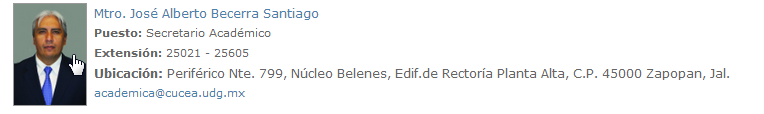 Mtro. José Alberto Becerra Santiago
Puesto: Secretario Académico
Extensión: 25021 - 25605
Ubicación: Periférico Nte. 799, Núcleo Belenes, Edif.de Rectoría Planta Alta, C.P. 45000 Zapopan, Jal.
academica@cucea.udg.mx